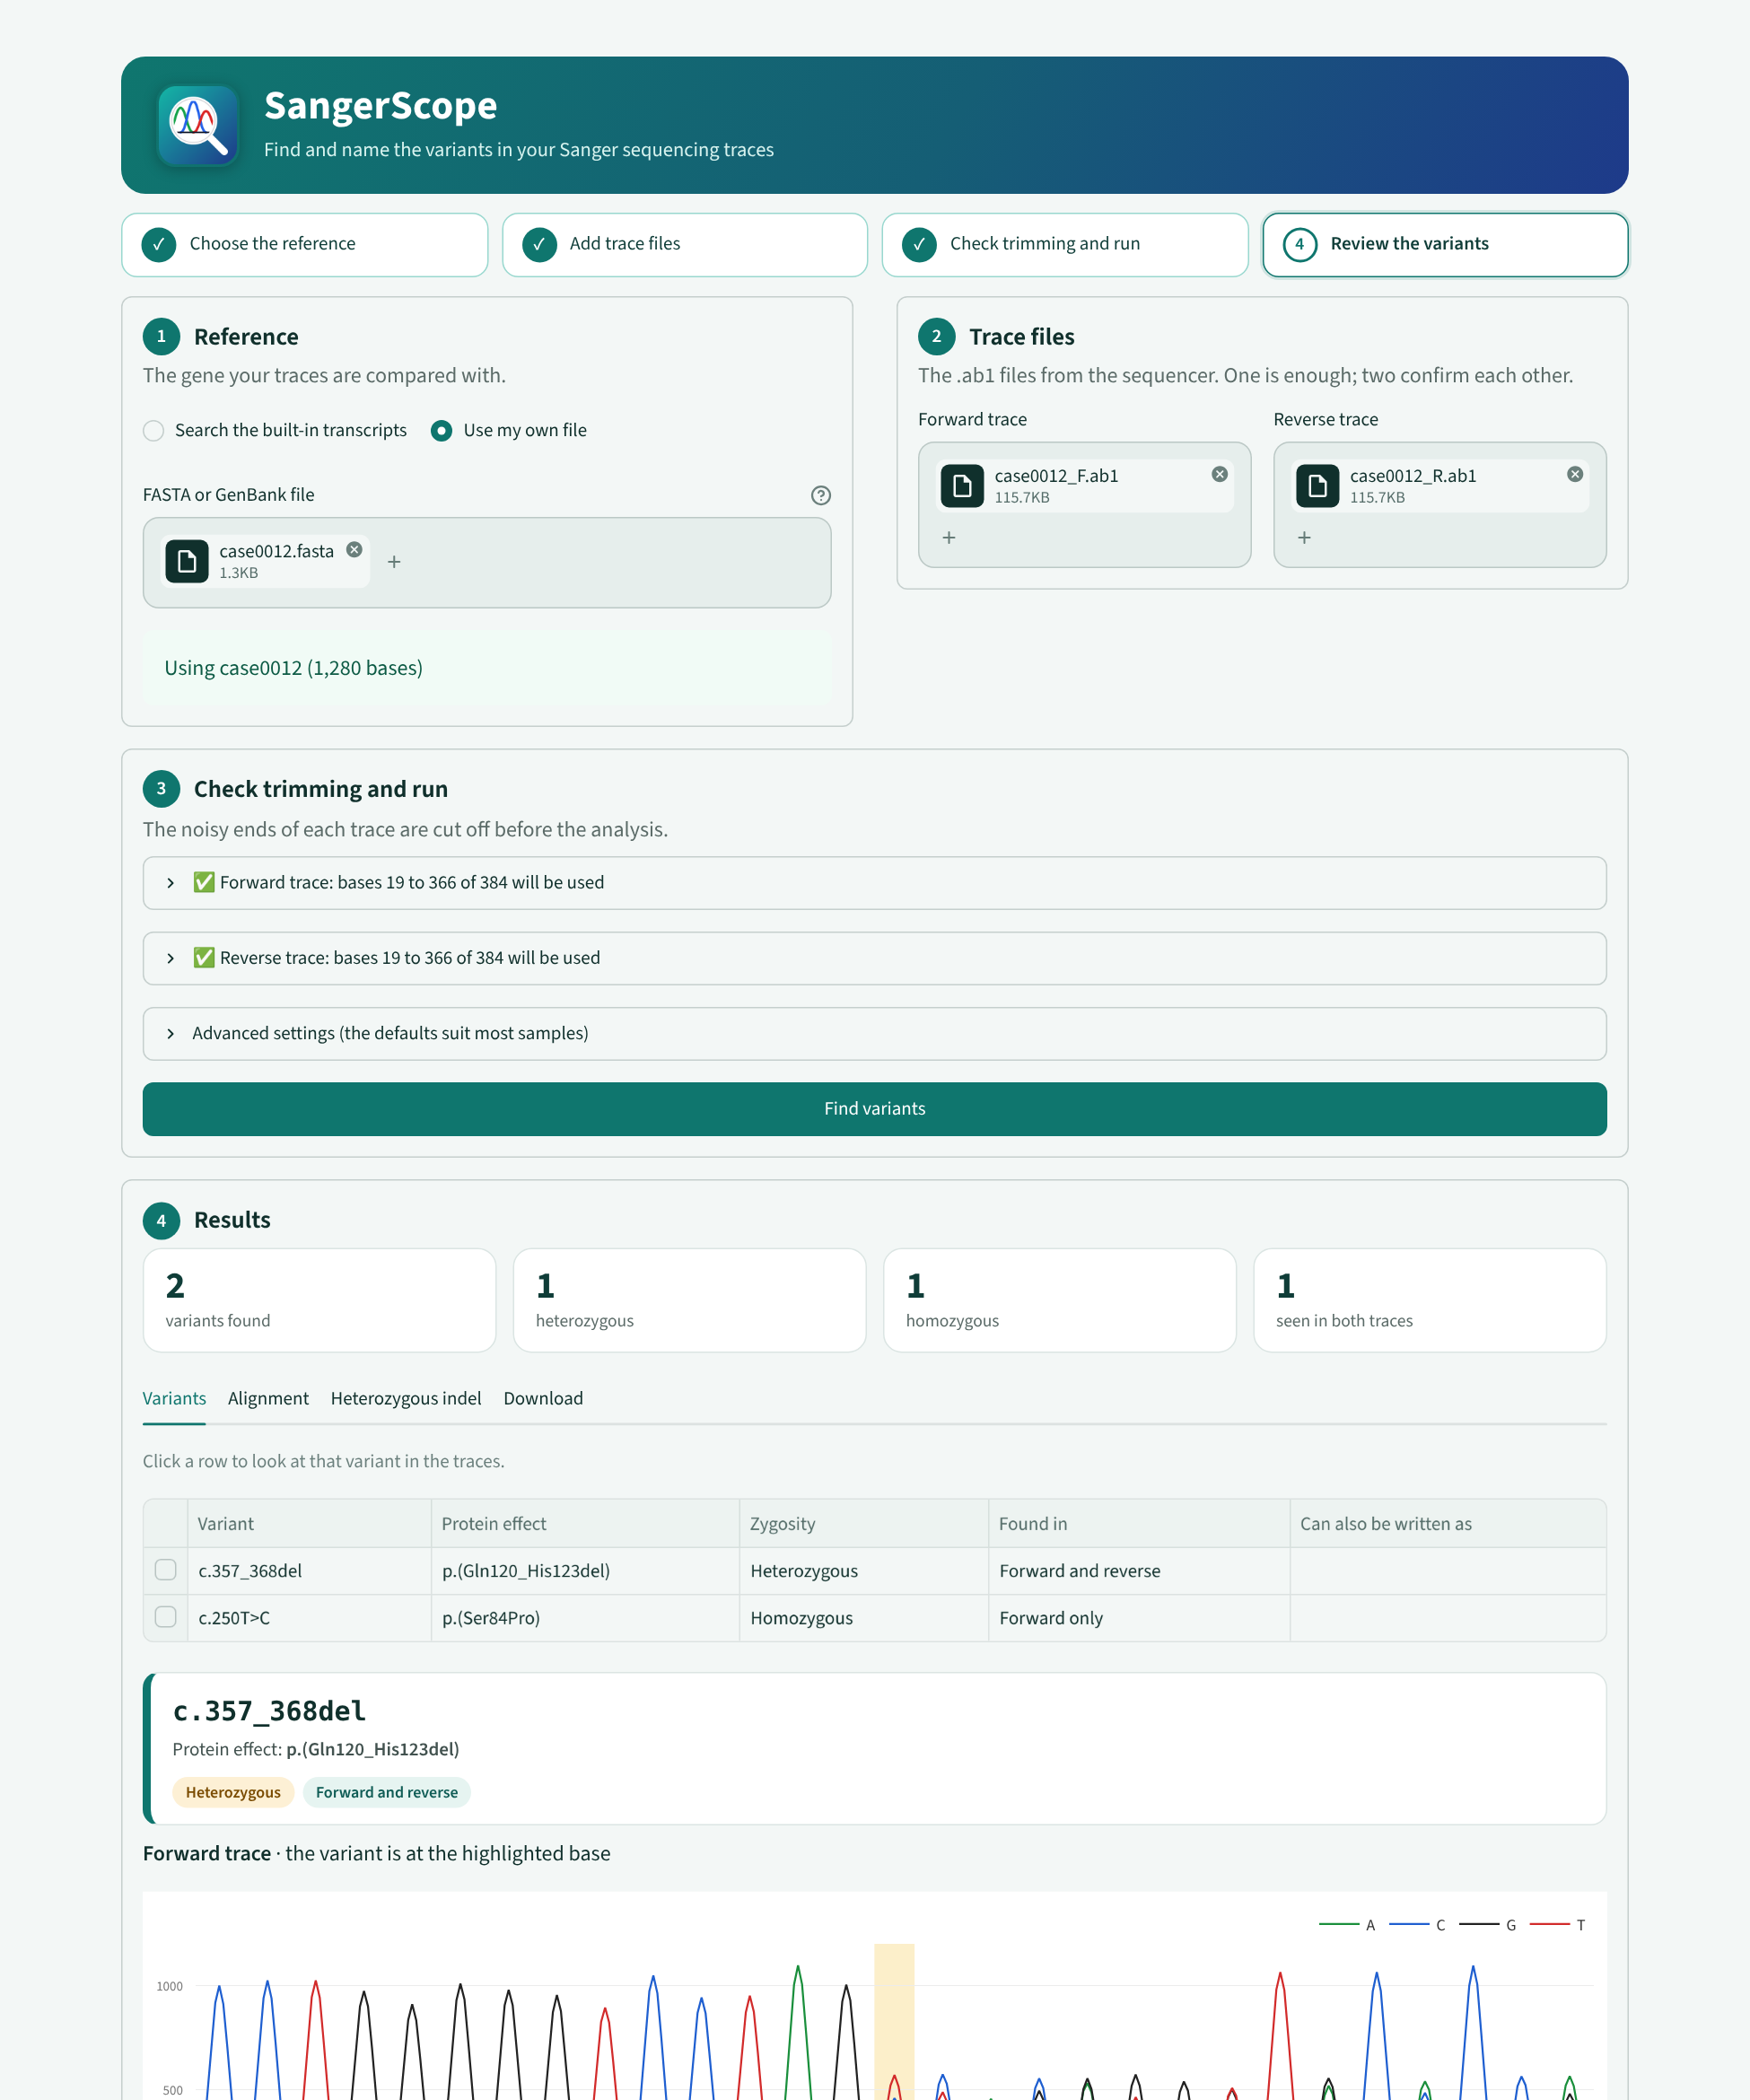 SangerScope
Find and name the variants in your Sanger sequencing traces
✓ Choose the reference
✓ Add trace files
✓ Check trimming and run
4 Review the variants
1 Reference
The gene your traces are compared with.
Search the built-in transcripts
Use my own file
FASTA or GenBank file
case0012.fasta
1.3KB
Using case0012 (1,280 bases)
2 Trace files
The .ab1 files from the sequencer. One is enough; two confirm each other.
Forward trace
case0012_F.ab1
115.7KB
Reverse trace
case0012_R.ab1
115.7KB
3 Check trimming and run
The noisy ends of each trace are cut off before the analysis.
✅ Forward trace: bases 19 to 366 of 384 will be used
✅ Reverse trace: bases 19 to 366 of 384 will be used
Advanced settings (the defaults suit most samples)
Find variants
4 Results
2
variants found
1
heterozygous
1
homozygous
1
seen in both traces
Variants Alignment Heterozygous indel Download
Click a row to look at that variant in the traces.
Variant Protein effect Zygosity Found in Can also be written as
c.357_368del p.(Gln120_His123del) Heterozygous Forward and reverse
c.250T>C p.(Ser84Pro) Homozygous Forward only
c.357_368del
Protein effect: p.(Gln120_His123del)
Heterozygous Forward and reverse
Forward trace · the variant is at the highlighted base
A C G T
1000
500